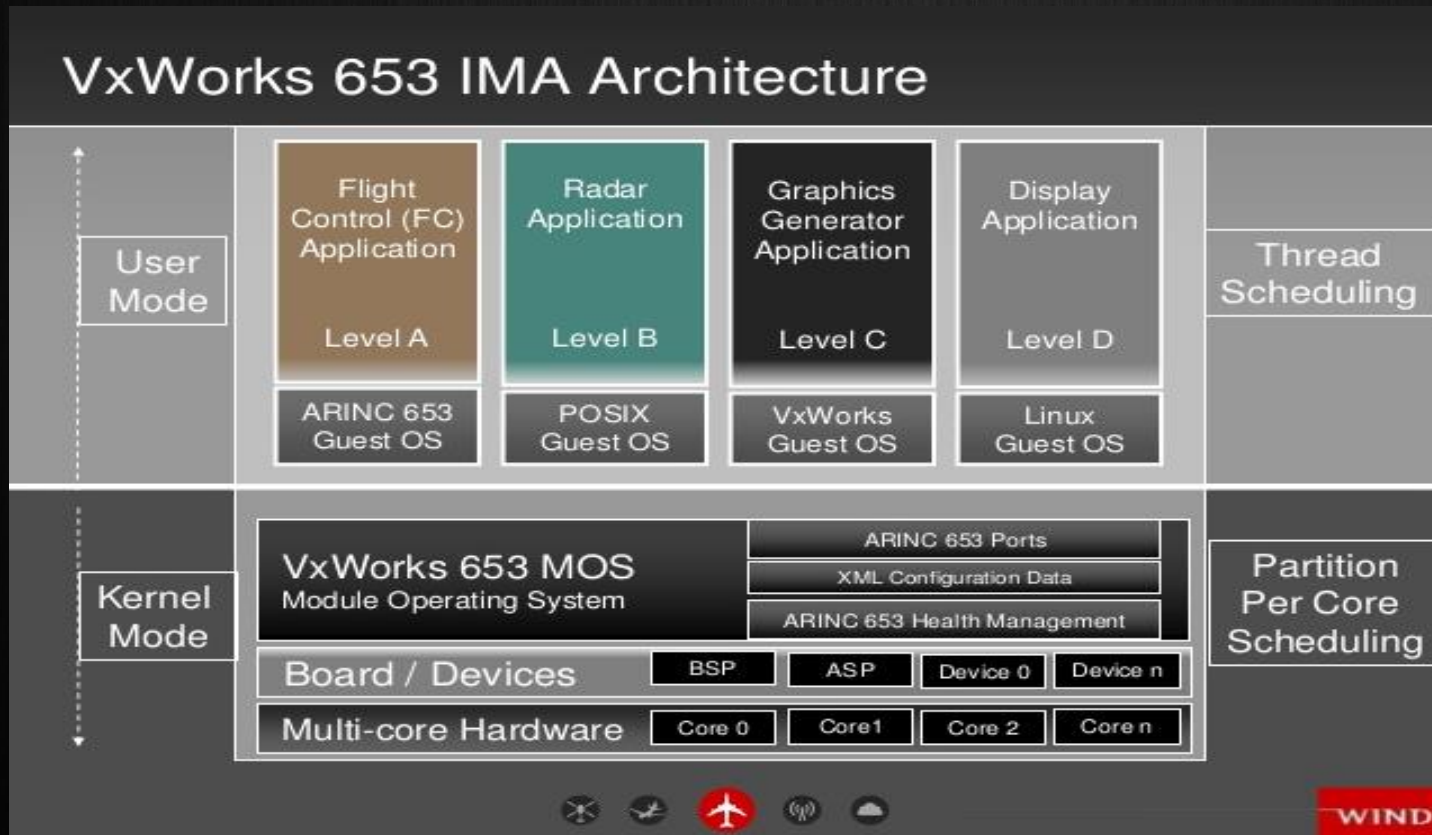 VxWorks 653 IMA Architecture
User
Mode
Flight
Control (FC)
Application
Level A
ARINC 653
Guest OS
Radar
Application
Level B
POSIX
Guest OS
Graphics
Generator
Application
Level C
VxWorks
Guest OS
Display
Application
Level D
Linux
Guest OS
Thread
Scheduling
Kernel
Mode
VxWorks 653 MOS
Module Operating System
ARINC 653 Ports
XML Configuration Data
ARINC 653 Health Management
Board / Devices
BSP
ASP
Device 0
Device n
Multi-core Hardware
Core 0
Core1
Core 2
Core n
Partition
Per Core
Scheduling
WIND